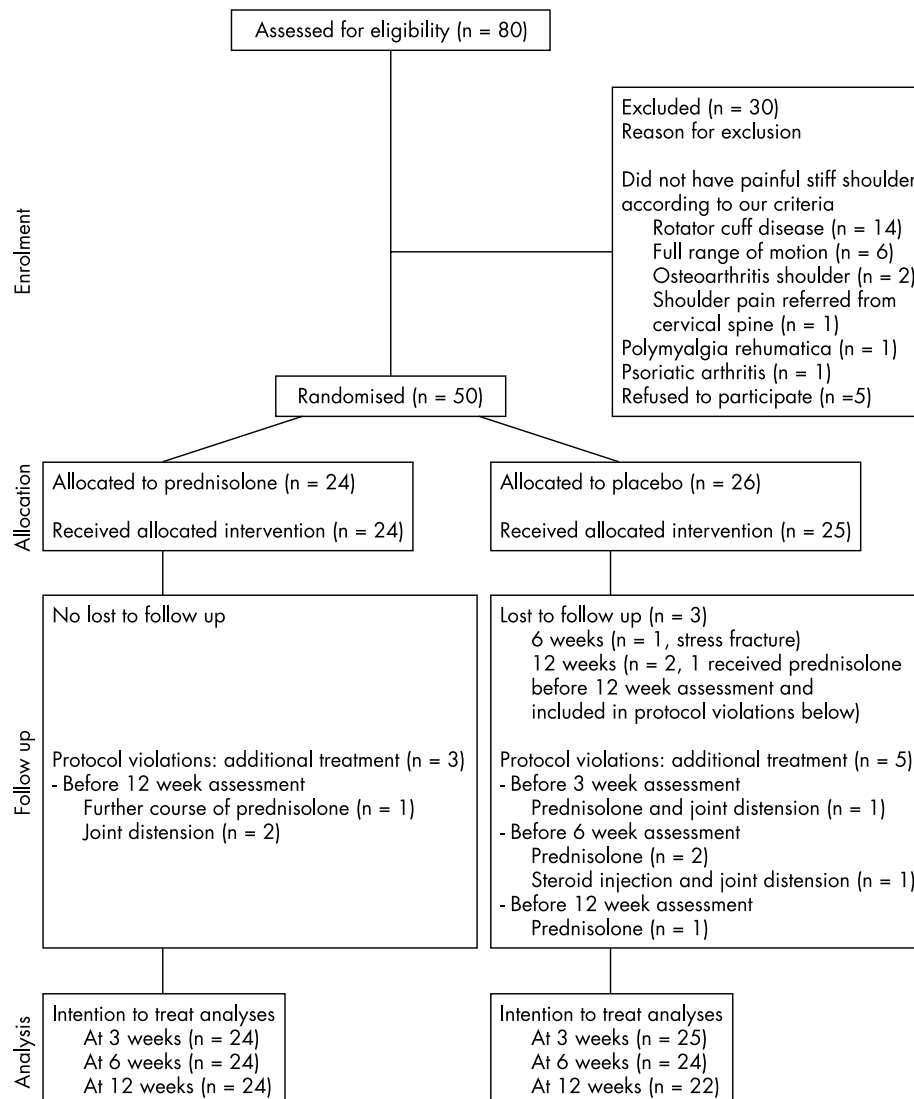 Assessed for eligibility (n = 80)
Excluded (n = 30)
Reason for exclusion
Did not have painful stiff shoulder
according to our criteria
Rotator cuff disease (n = 14)
Full range of motion (n = 6)
Osteoarthritis shoulder (n = 2)
Shoulder pain referred from
cervical spine (n = 1)
Polymyalgia rehumatica (n = 1)
Psoriatic arthritis (n = 1)
Refused to participate (n =5)
Enrolment
Randomised (n = 50)
Allocation
Allocated to prednisolone (n = 24)
Received allocated intervention (n = 24)
Allocated to placebo (n = 26)
Received allocated intervention (n = 25)
Follow up
No lost to follow up
Protocol violations: additional treatment (n = 3)
- Before 12 week assessment
Further course of prednisolone (n = 1)
Joint distension (n = 2)
Lost to follow up (n = 3)
6 weeks (n = 1, stress fracture)
12 weeks (n = 2, 1 received prednisolone
before 12 week assessment and
included in protocol violations below)
Protocol violations: additional treatment (n = 5)
- Before 3 week assessment
Prednisolone and joint distension (n = 1)
- Before 6 week assessment
Prednisolone (n = 2)
Steroid injection and joint distension (n = 1)
- Before 12 week assessment
Prednisolone (n = 1)
Analysis
Intention to treat analyses
At 3 weeks (n = 24)
At 6 weeks (n = 24)
At 12 weeks (n = 24)
Intention to treat analyses
At 3 weeks (n = 25)
At 6 weeks (n = 24)
At 12 weeks (n = 22)